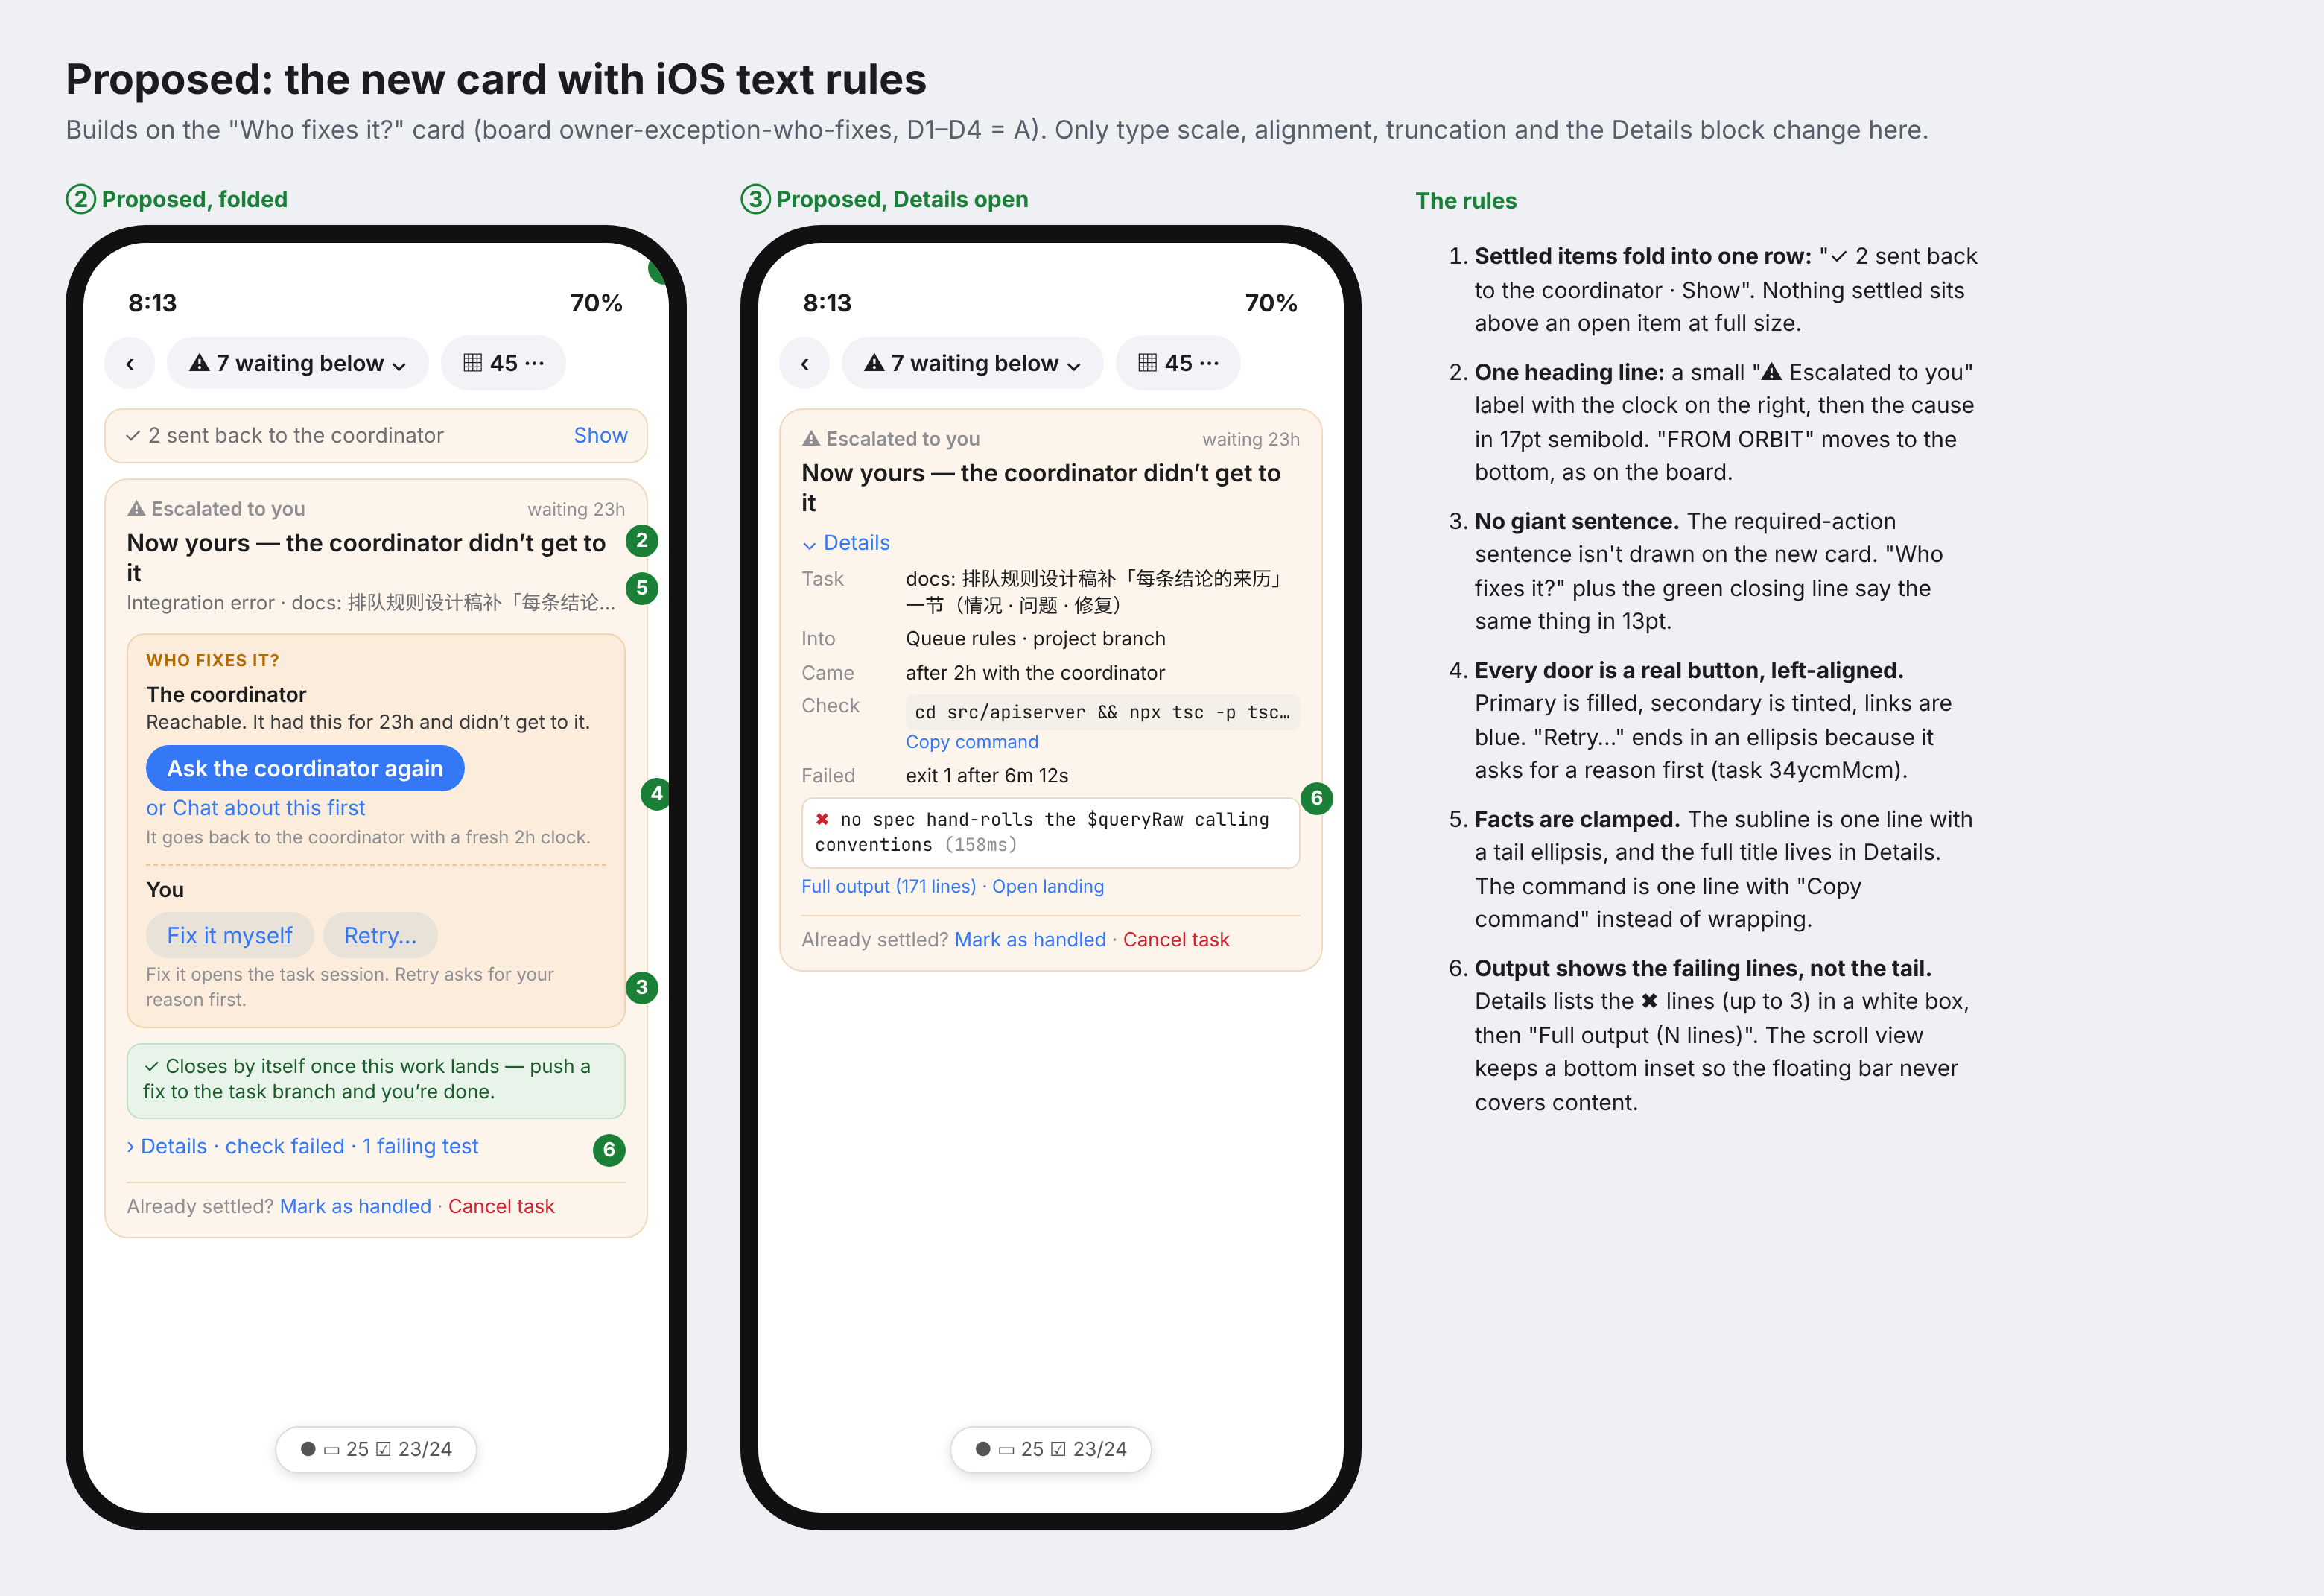 Proposed: the new card with iOS text rules
Builds on the "Who fixes it?" card (board owner-exception-who-fixes, D1–D4 = A). Only type scale, alignment, truncation and the Details block change here.
② Proposed, folded
8:13 70%
‹ ⚠ 7 waiting below ⌄ ▦ 45 ···
✓ 2 sent back to the coordinator Show
⚠ Escalated to you waiting 23h
Now yours — the coordinator didn’t get to
it
2
5
Integration error · docs: 排队规则设计稿补「每条结论…
WHO FIXES IT?
The coordinator
Reachable. It had this for 23h and didn’t get to it.
Ask the coordinator again
4
or Chat about this first
It goes back to the coordinator with a fresh 2h clock.
You
Fix it myself Retry…
Fix it opens the task session. Retry asks for your
reason first.
3
✓ Closes by itself once this work lands — push a
fix to the task branch and you’re done.
› Details · check failed · 1 failing test
6
Already settled? Mark as handled · Cancel task
● ▭ 25 ☑ 23/24
③ Proposed, Details open
8:13 70%
‹ ⚠ 7 waiting below ⌄ ▦ 45 ···
⚠ Escalated to you waiting 23h
Now yours — the coordinator didn’t get to
it
⌄ Details
Task docs: 排队规则设计稿补「每条结论的来历」
一节（情况 · 问题 · 修复）
Into Queue rules · project branch
Came after 2h with the coordinator
Check cd src/apiserver && npx tsc -p tsc…
Copy command
Failed exit 1 after 6m 12s
6
✖ no spec hand-rolls the $queryRaw calling
conventions (158ms)
Full output (171 lines) · Open landing
Already settled? Mark as handled · Cancel task
● ▭ 25 ☑ 23/24
The rules
1. Settled items fold into one row: "✓ 2 sent back
to the coordinator · Show". Nothing settled sits
above an open item at full size.
2. One heading line: a small "⚠ Escalated to you"
label with the clock on the right, then the cause
in 17pt semibold. "FROM ORBIT" moves to the
bottom, as on the board.
3. No giant sentence. The required-action
sentence isn't drawn on the new card. "Who
fixes it?" plus the green closing line say the
same thing in 13pt.
4. Every door is a real button, left-aligned.
Primary is filled, secondary is tinted, links are
blue. "Retry…" ends in an ellipsis because it
asks for a reason first (task 34ycmMcm).
5. Facts are clamped. The subline is one line with
a tail ellipsis, and the full title lives in Details.
The command is one line with "Copy
command" instead of wrapping.
6. Output shows the failing lines, not the tail.
Details lists the ✖ lines (up to 3) in a white box,
then "Full output (N lines)". The scroll view
keeps a bottom inset so the floating bar never
covers content.